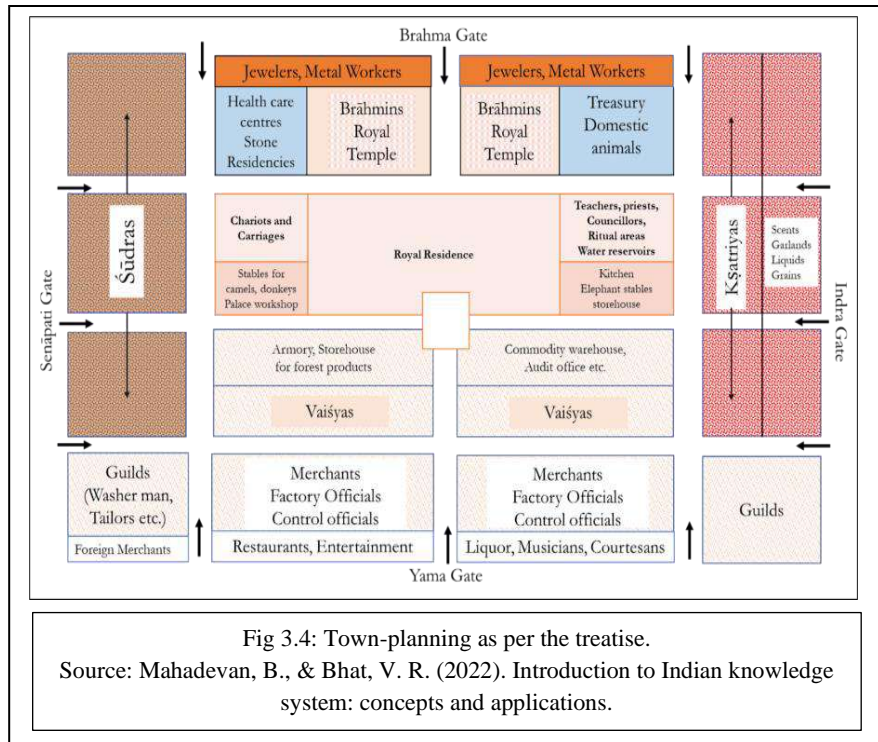 Brahma Gate
Jewelers, Metal Workers
Jewelers, Metal Workers
Health care
centres
Stone
Residencies
Brāhmins
Royal
Temple
Brāhmins
Royal
Temple
Treasury
Domestic
animals
Senāpati Gate
Śūdras
Chariots and
Carriages
Stables for
camels, donkeys
Palace workshop
Royal Residence
Teachers, priests,
Councillors,
Ritual areas
Water reservoirs
Kitchen
Elephant stables
storehouse
Kṣatriyas
Scents
Garlands
Liquids
Grains
Indra Gate
Armory, Storehouse
for forest products
Vaiśyas
Commodity warehouse,
Audit office etc.
Vaiśyas
Guilds
(Washer man,
Tailors etc.)
Foreign Merchants
Merchants
Factory Officials
Control officials
Restaurants, Entertainment
Merchants
Factory Officials
Control officials
Liquor, Musicians, Courtesans
Guilds
Yama Gate
Fig 3.4: Town-planning as per the treatise.
Source: Mahadevan, B., & Bhat, V. R. (2022). Introduction to Indian knowledge
system: concepts and applications.